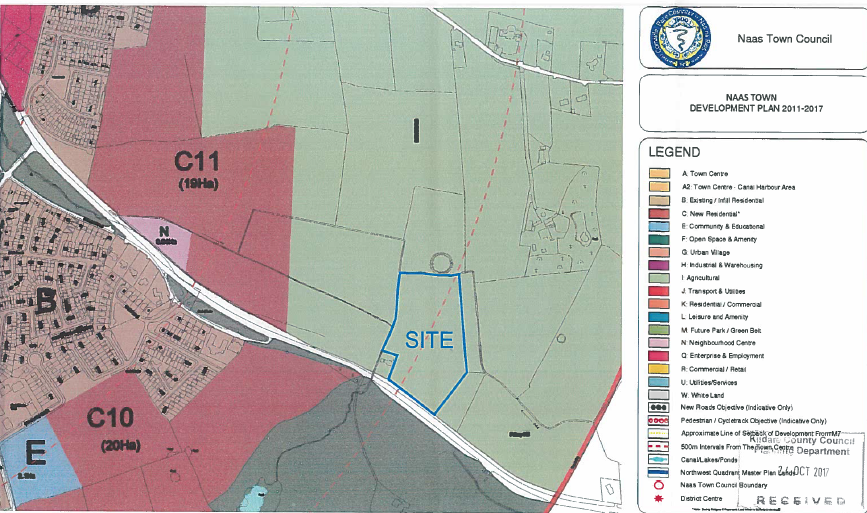 C11
(19Ha)
I
N
B
SITE
C10
(20Ha)
E
Naas Town Council
NAAS TOWN
DEVELOPMENT PLAN 2011-2017
LEGEND
A: Town Centre
A2: Town Centre - Canal Harbour Area
B: Existing / Infill Residential
C: New Residential*
E: Community & Educational
F: Open Space & Amenity
G: Urban Village
H: Industrial & Warehousing
I: Agricultural
J: Transport & Utilities
K: Residential / Commercial
L: Leisure and Amenity
M: Future Park / Green Belt
N: Neighbourhood Centre
Q: Enterprise & Employment
R: Commercial / Retail
U: Utilities/Services
W: White Land
New Roads Objective (Indicative Only)
Pedestrian / Cycletrack Objective (Indicative Only)
Approximate Line of Setback of Development From M7
500m Intervals From The Town Centre
Canal/Lakes/Ponds
Northwest Quadrant Master Plan Lands
Naas Town Council Boundary
District Centre
Kildare County Council
Planning Department
24 OCT 2017
RECEIVED